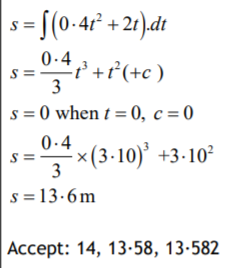 s = ∫(0·4t² + 2t).dt
s = 0·4/3 t³ + t² (+c )
s = 0 when t = 0, c = 0
s = 0·4/3 × (3·10)³ +3·10²
s = 13·6 m
Accept: 14, 13·58, 13·582